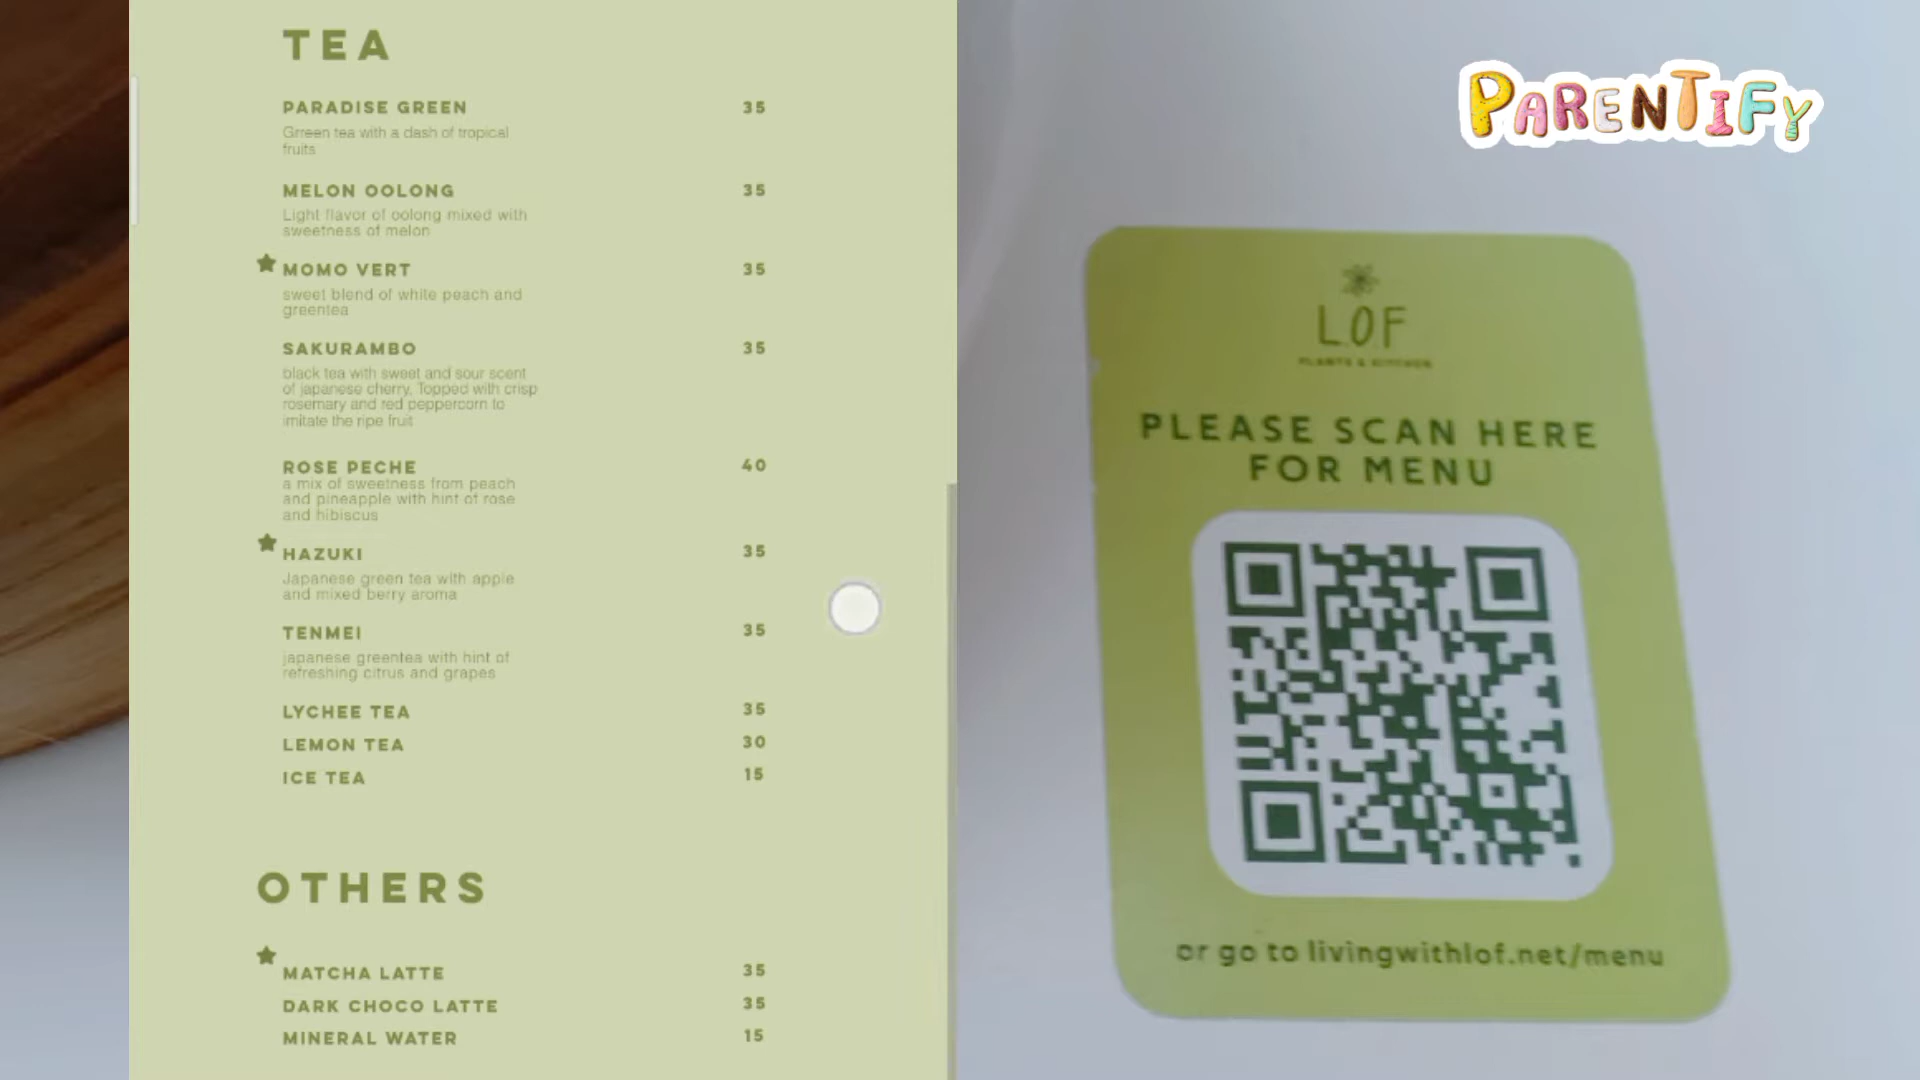 TEA
PARADISE GREEN 35
Grreen tea with a dash of tropical
fruits
MELON OOLONG 35
Light flavor of oolong mixed with
sweetness of melon
MOMO VERT 35
sweet blend of white peach and
greentea
SAKURAMBO 35
black tea with sweet and sour scent
of japanese cherry. Topped with crisp
rosemary and red peppercorn to
imitate the ripe fruit
ROSE PECHE 40
a mix of sweetness from peach
and pineapple with hint of rose
and hibiscus
HAZUKI 35
Japanese green tea with apple
and mixed berry aroma
TENMEI 35
japanese greentea with hint of
refreshing citrus and grapes
LYCHEE TEA 35
LEMON TEA 30
ICE TEA 15
OTHERS
MATCHA LATTE 35
DARK CHOCO LATTE 35
MINERAL WATER 15
PARENTIFY
L.O.F
PLANTS & KITCHEN
PLEASE SCAN HERE
FOR MENU
or go to livingwithlof.net/menu